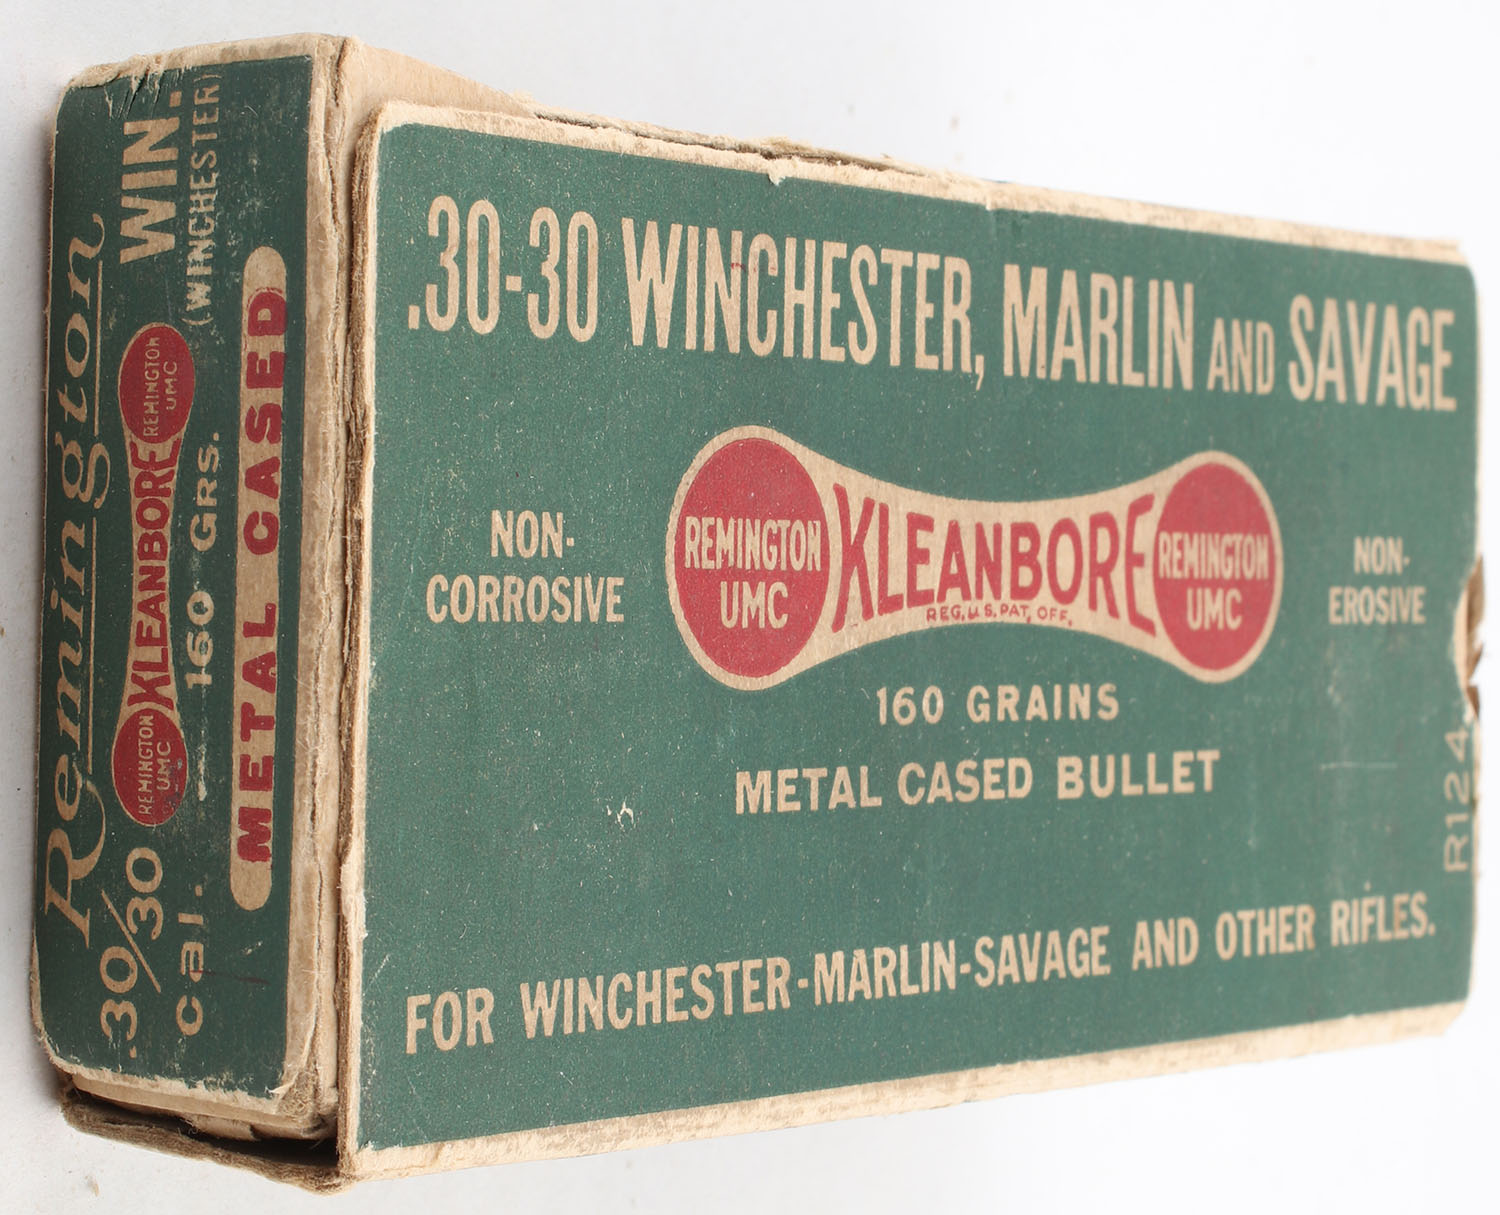 Remington
.30/30 WIN.
cal. (WINCHESTER)
REMINGTON
UMC
KLEANBORE
REMINGTON
UMC
160 GRS.
METAL CASED
.30-30 WINCHESTER, MARLIN AND SAVAGE
NON-
CORROSIVE
REMINGTON
UMC
KLEANBORE
REG. U.S. PAT. OFF.
REMINGTON
UMC
NON-
EROSIVE
160 GRAINS
METAL CASED BULLET
R124
FOR WINCHESTER-MARLIN-SAVAGE AND OTHER RIFLES.